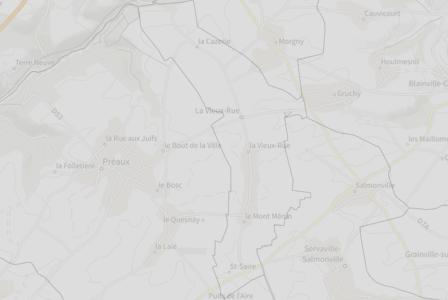 Cauvicourt
la Cazelle
Morgny
Terre Neuve
Houlmesnil
Blainville-C
Gruchy
La Vieux-Rue
D53
la Rue aux Juifs
le Bout de la Ville
la Vieux-Rue
les Maillom
Préaux
la Folletière
le Bosc
Salmonville
le Quesnay
le Mont Morin
D7A
Servaville-
Salmonville
la Laie
Grainville-su
St-Saire
Puits de l'Aire